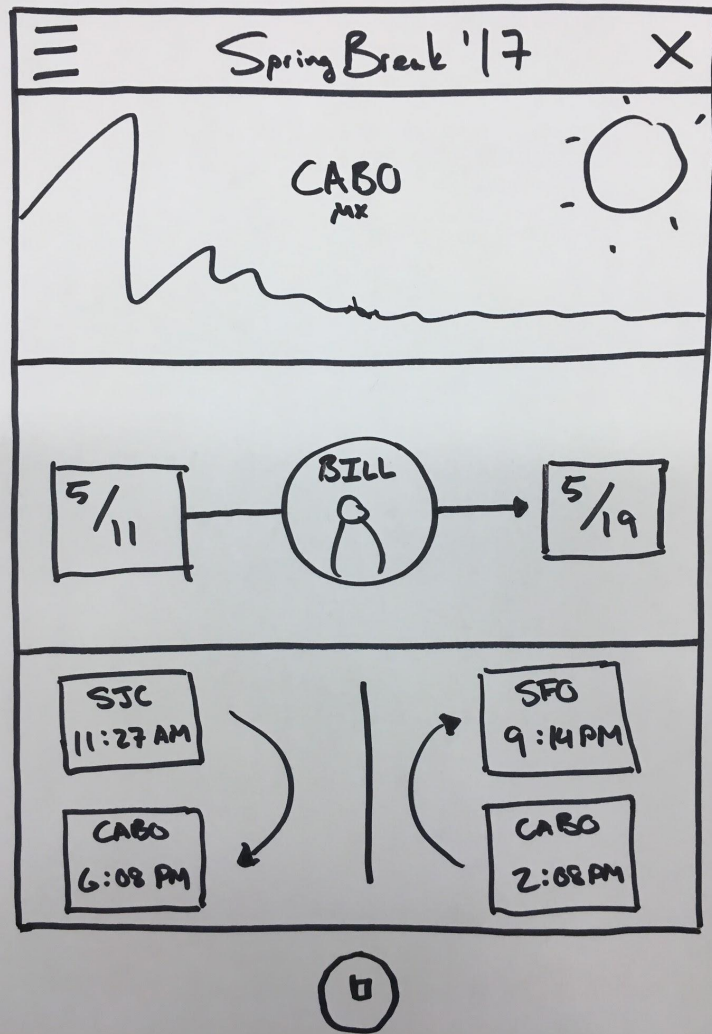 Spring Break '17 X
CABO
MX
BILL
5/11
5/19
SJC
11:27 AM
CABO
6:08 PM
SFO
9:14 PM
CABO
2:08 PM